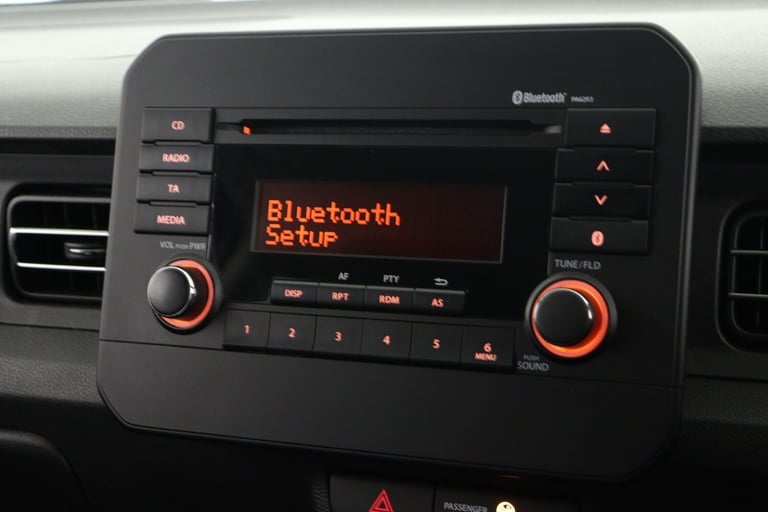 Bluetooth PA62R3
CD
RADIO
TA
MEDIA
VOL PUSH PWR
Bluetooth
Setup
AF PTY
DISP RPT RDM AS
1 2 3 4 5 6
MENU
TUNE/FLD
PUSH
SOUND
PASSENGER